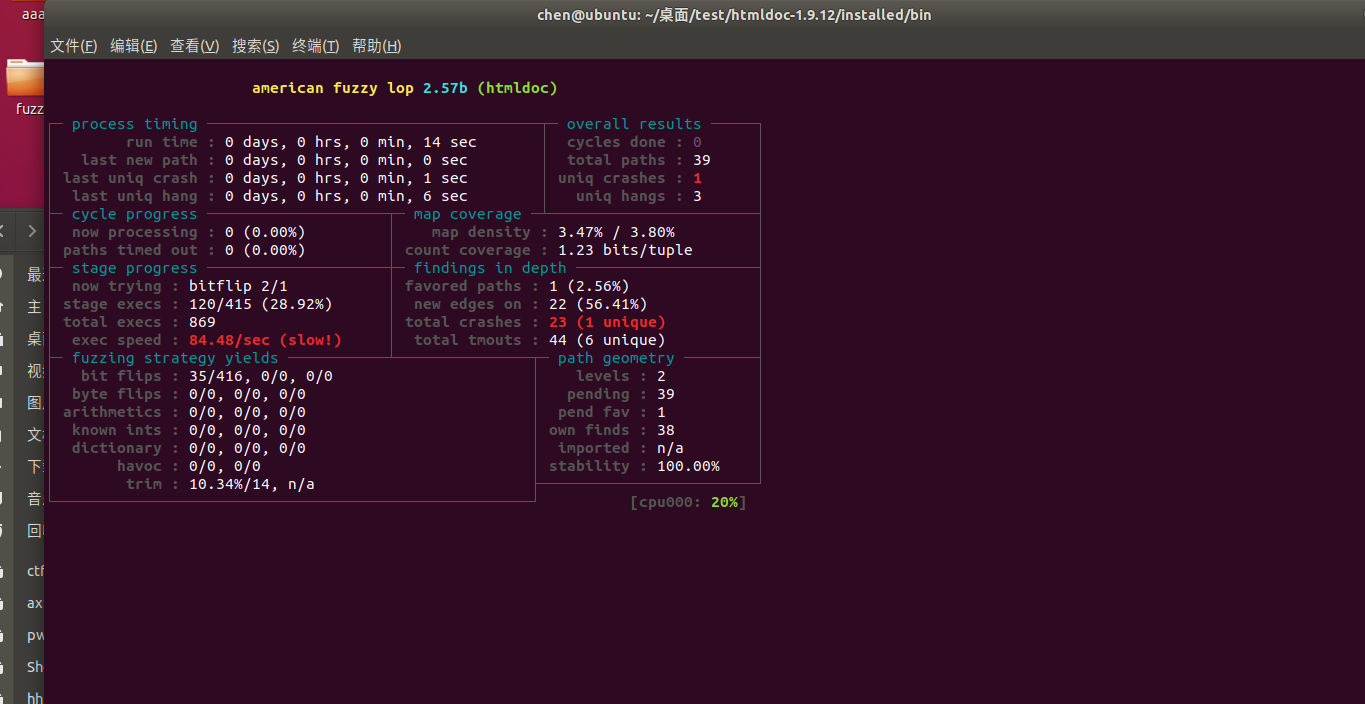 aaa
chen@ubuntu: ~/桌面/test/htmldoc-1.9.12/installed/bin
文件(F) 编辑(E) 查看(V) 搜索(S) 终端(T) 帮助(H)
american fuzzy lop 2.57b (htmldoc)
fuzz
process timing overall results
run time : 0 days, 0 hrs, 0 min, 14 sec cycles done : 0
last new path : 0 days, 0 hrs, 0 min, 0 sec total paths : 39
last uniq crash : 0 days, 0 hrs, 0 min, 1 sec uniq crashes : 1
last uniq hang : 0 days, 0 hrs, 0 min, 6 sec uniq hangs : 3
cycle progress map coverage
now processing : 0 (0.00%) map density : 3.47% / 3.80%
paths timed out : 0 (0.00%) count coverage : 1.23 bits/tuple
stage progress findings in depth
now trying : bitflip 2/1 favored paths : 1 (2.56%)
stage execs : 120/415 (28.92%) new edges on : 22 (56.41%)
total execs : 869 total crashes : 23 (1 unique)
exec speed : 84.48/sec (slow!) total tmouts : 44 (6 unique)
fuzzing strategy yields path geometry
bit flips : 35/416, 0/0, 0/0 levels : 2
byte flips : 0/0, 0/0, 0/0 pending : 39
arithmetics : 0/0, 0/0, 0/0 pend fav : 1
known ints : 0/0, 0/0, 0/0 own finds : 38
dictionary : 0/0, 0/0, 0/0 imported : n/a
havoc : 0/0, 0/0 stability : 100.00%
trim : 10.34%/14, n/a
[cpu000: 20%]
最
主
桌
视
图
文
下
音
回
ctf
ax
pw
Sh
hh